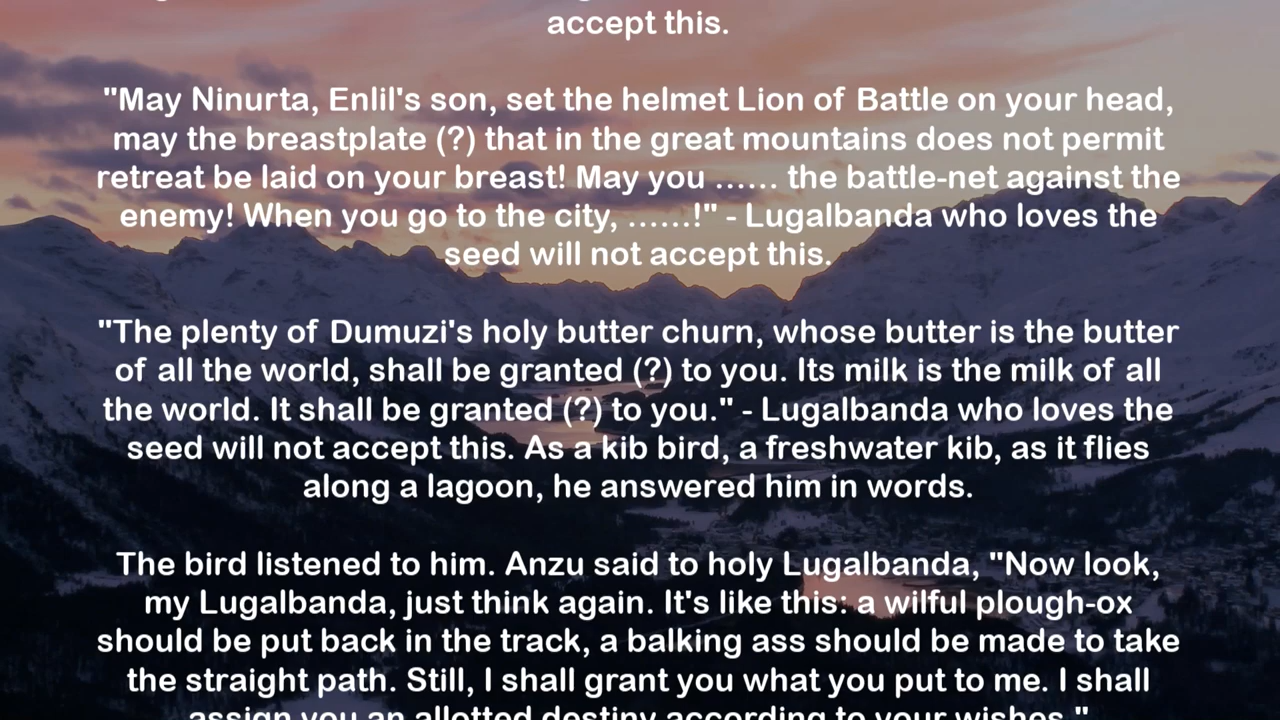 accept this.
"May Ninurta, Enlil's son, set the helmet Lion of Battle on your head,
may the breastplate (?) that in the great mountains does not permit
retreat be laid on your breast! May you ...... the battle-net against the
enemy! When you go to the city, ......!" - Lugalbanda who loves the
seed will not accept this.
"The plenty of Dumuzi's holy butter churn, whose butter is the butter
of all the world, shall be granted (?) to you. Its milk is the milk of all
the world. It shall be granted (?) to you." - Lugalbanda who loves the
seed will not accept this. As a kib bird, a freshwater kib, as it flies
along a lagoon, he answered him in words.
The bird listened to him. Anzu said to holy Lugalbanda, "Now look,
my Lugalbanda, just think again. It's like this: a wilful plough-ox
should be put back in the track, a balking ass should be made to take
the straight path. Still, I shall grant you what you put to me. I shall
assign you an allotted destiny according to your wishes."